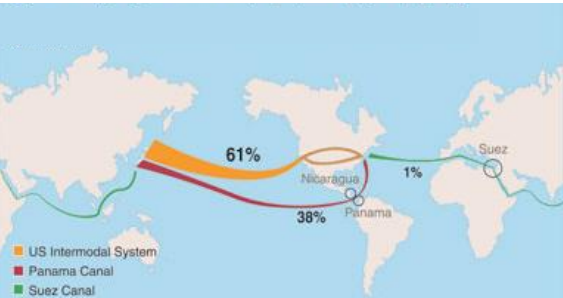 61%
Suez
1%
Nicaragua
38%
Panama
US Intermodal System
Panama Canal
Suez Canal